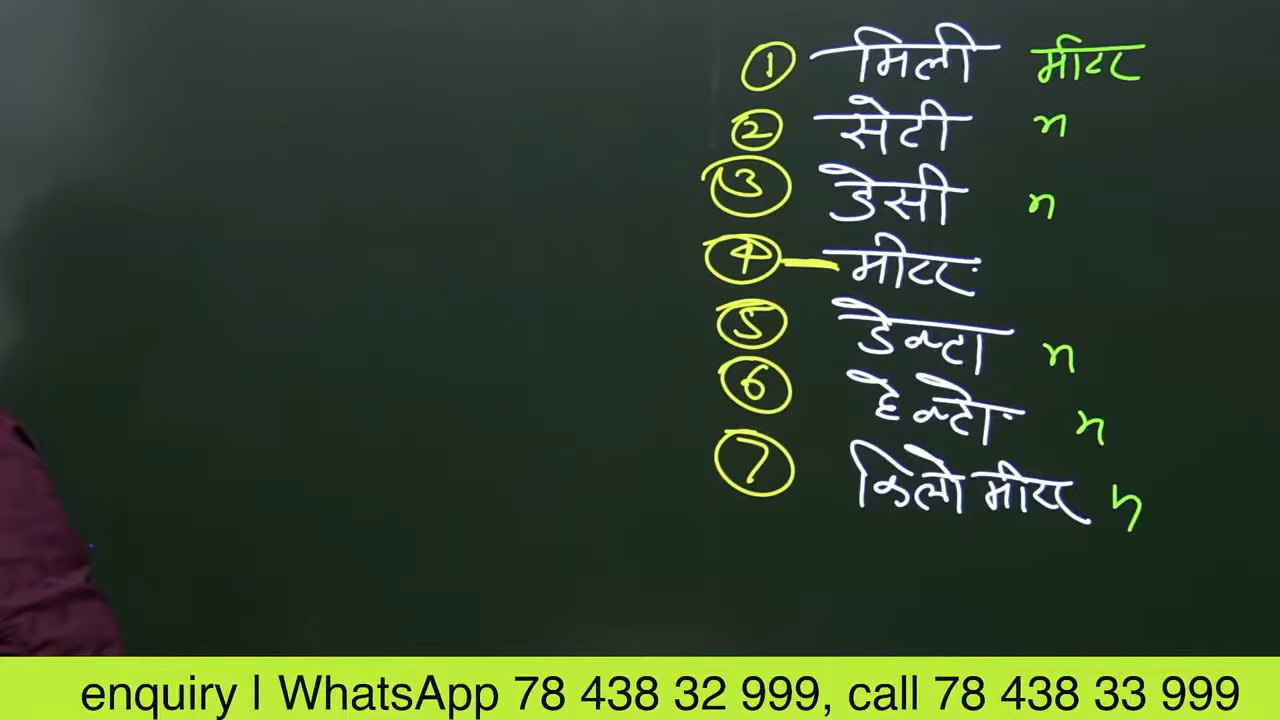 ① मिली मीटर
② सेटी "
③ डेसी "
④ — मीटर
⑤ डेक्टा "
⑥ हेक्टो "
⑦ किलो मीटर "
enquiry I WhatsApp 78 438 32 999, call 78 438 33 999